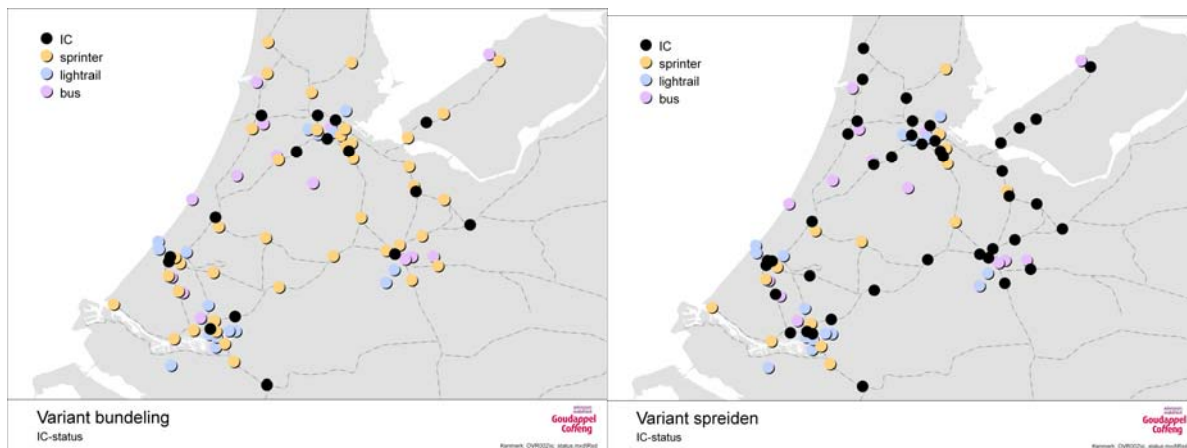 IC
sprinter
lightrail
bus
Variant bundeling
IC-status
Goudappel
Coffeng
IC
sprinter
lightrail
bus
Variant spreiden
IC-status
Goudappel
Coffeng